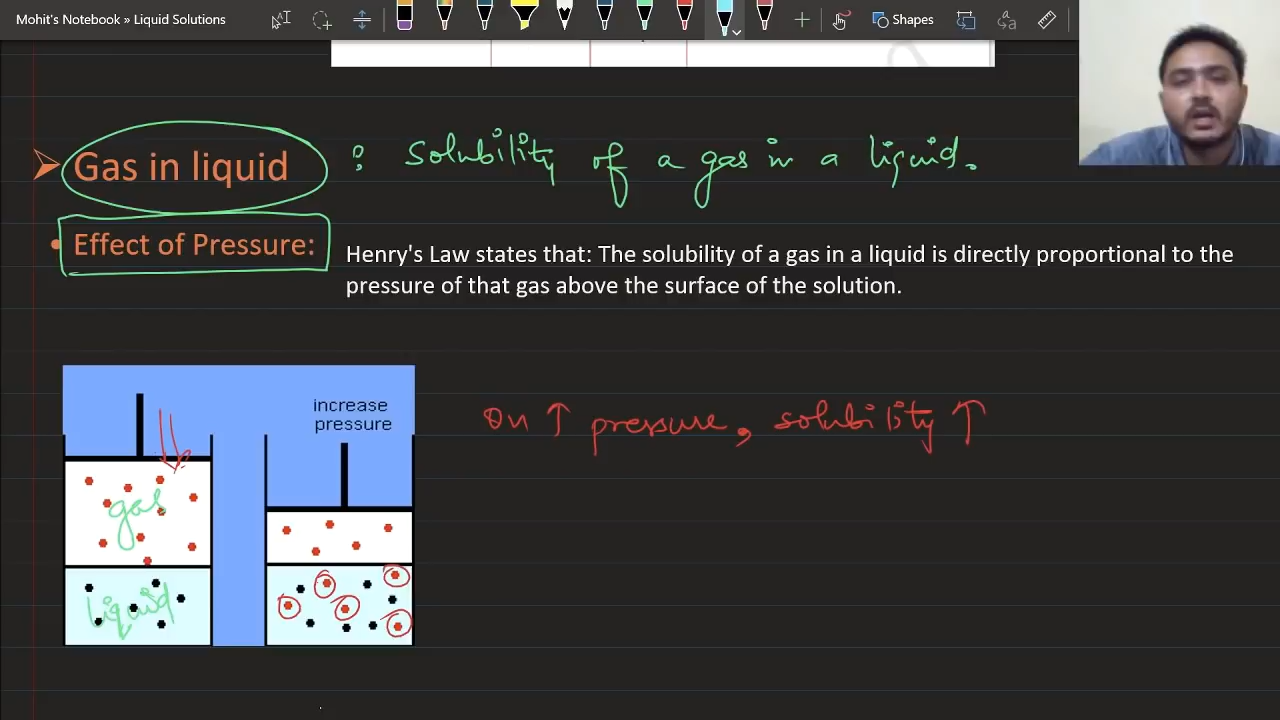 Mohit's Notebook » Liquid Solutions
Shapes
Gas in liquid : Solubility of a gas in a liquid.
Effect of Pressure:
Henry's Law states that: The solubility of a gas in a liquid is directly proportional to the
pressure of that gas above the surface of the solution.
increase
pressure
On ↑ pressure, solubility ↑
gas
liquid